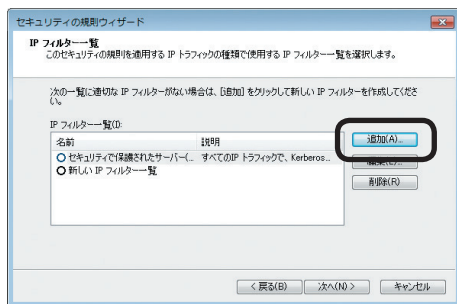 セキュリティの規則ウィザード
IP フィルター一覧
このセキュリティの規則を適用する IP トラフィックの種類で使用する IP フィルター一覧を選択します。
次の一覧に適切な IP フィルターがない場合は、[追加] をクリックして新しい IP フィルターを作成してくださ
い。
IP フィルター一覧(I):
名前 説明
セキュリティで保護されたサーバー(... すべてのIP トラフィックで、Kerberos...
新しい IP フィルター一覧
追加(A)...
編集(E)...
削除(R)
< 戻る(B) 次へ(N) > キャンセル